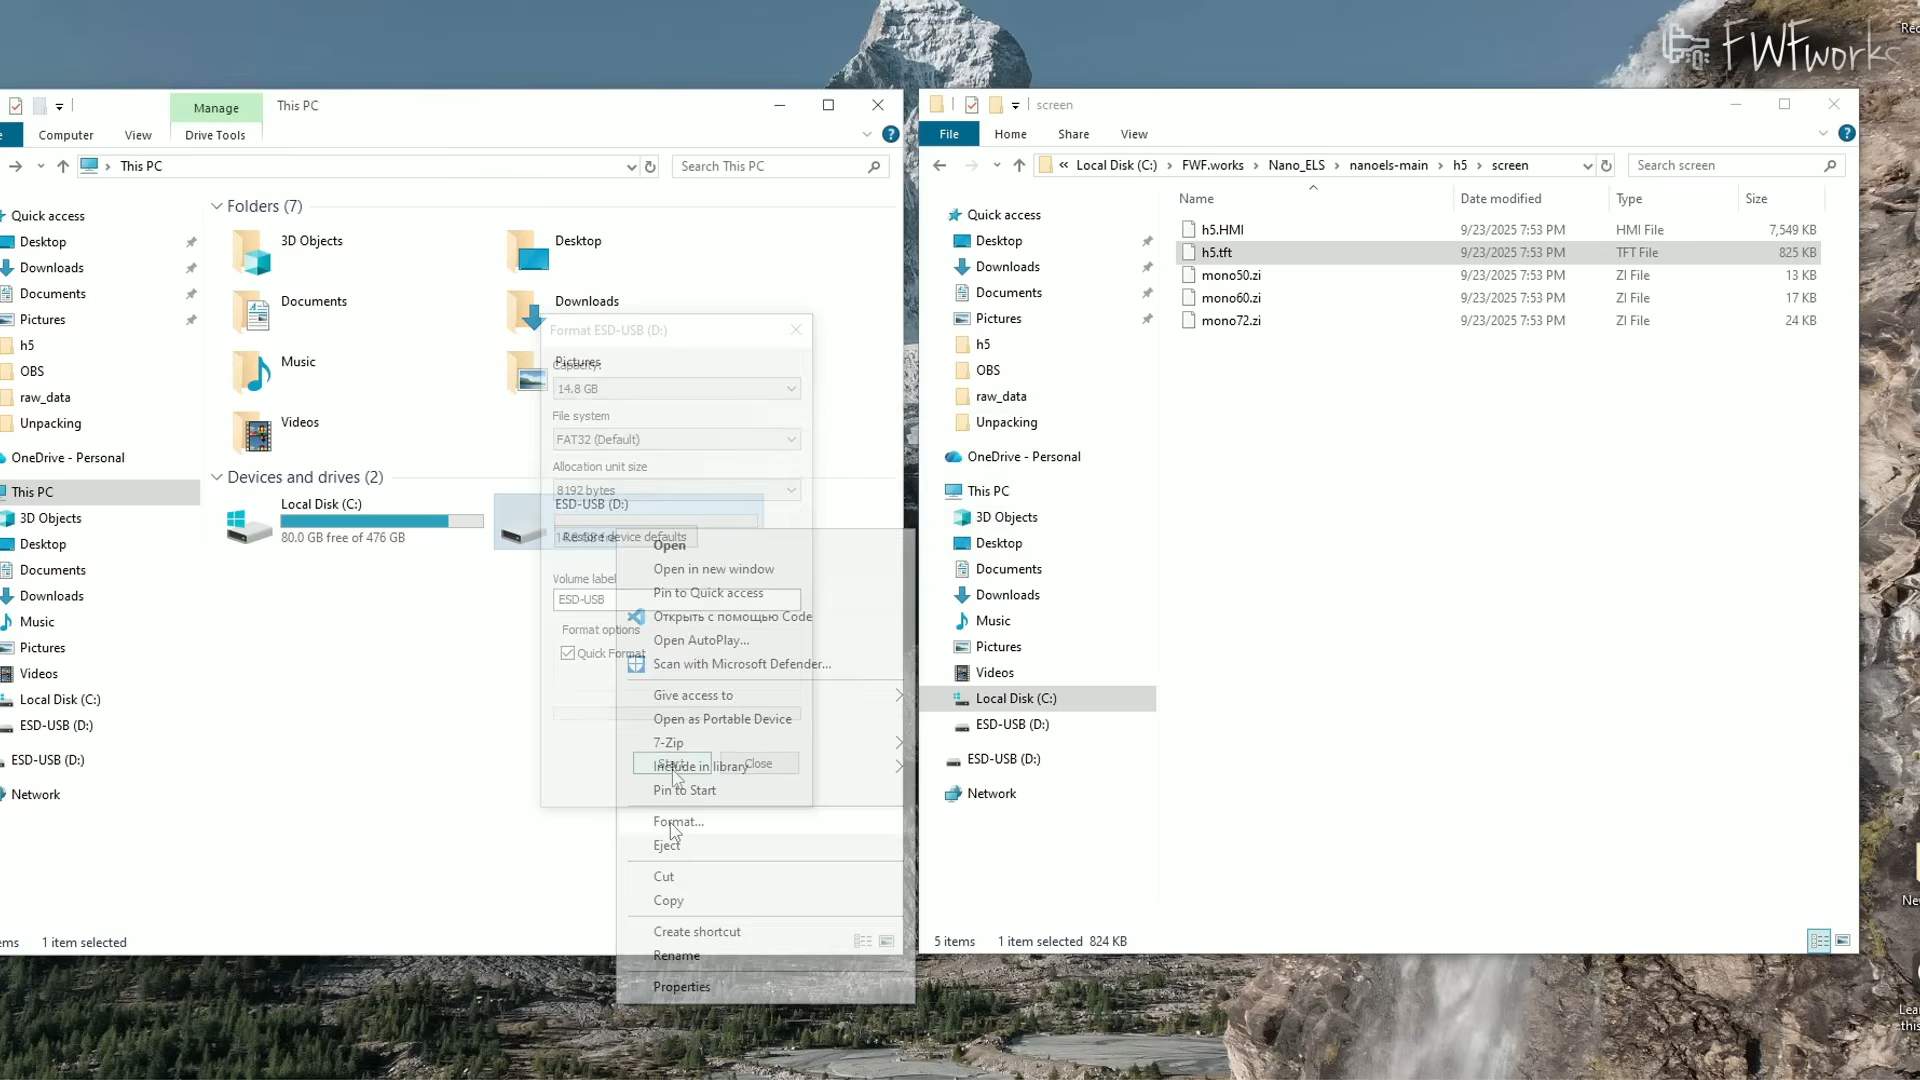 FWFworks
Rec
Manage
This PC
Computer
View
Drive Tools
This PC
Search This PC
Quick access
Desktop
Downloads
Documents
Pictures
h5
OBS
raw_data
Unpacking
OneDrive - Personal
This PC
3D Objects
Desktop
Documents
Downloads
Music
Pictures
Videos
Local Disk (C:)
ESD-USB (D:)
ESD-USB (D:)
Network
Folders (7)
3D Objects
Desktop
Documents
Downloads
Music
Pictures
Videos
Devices and drives (2)
Local Disk (C:)
80.0 GB free of 476 GB
ESD-USB (D:)
Format ESD-USB (D:)
Capacity:
14.8 GB
File system
FAT32 (Default)
Allocation unit size
8192 bytes
Restore device defaults
Volume label
ESD-USB
Format options
Quick Format
Start
Close
Open
Open in new window
Pin to Quick access
Открыть с помощью Code
Open AutoPlay...
Scan with Microsoft Defender...
Give access to
Open as Portable Device
7-Zip
Include in library
Pin to Start
Format...
Eject
Cut
Copy
Create shortcut
Rename
Properties
ems
1 item selected
screen
File
Home
Share
View
« Local Disk (C:) › FWF.works › Nano_ELS › nanoels-main › h5 › screen
Search screen
Quick access
Desktop
Downloads
Documents
Pictures
h5
OBS
raw_data
Unpacking
OneDrive - Personal
This PC
3D Objects
Desktop
Documents
Downloads
Music
Pictures
Videos
Local Disk (C:)
ESD-USB (D:)
ESD-USB (D:)
Network
Name Date modified Type Size
h5.HMI 9/23/2025 7:53 PM HMI File 7,549 KB
h5.tft 9/23/2025 7:53 PM TFT File 825 KB
mono50.zi 9/23/2025 7:53 PM ZI File 13 KB
mono60.zi 9/23/2025 7:53 PM ZI File 17 KB
mono72.zi 9/23/2025 7:53 PM ZI File 24 KB
5 items 1 item selected 824 KB
Ne
Lea
this